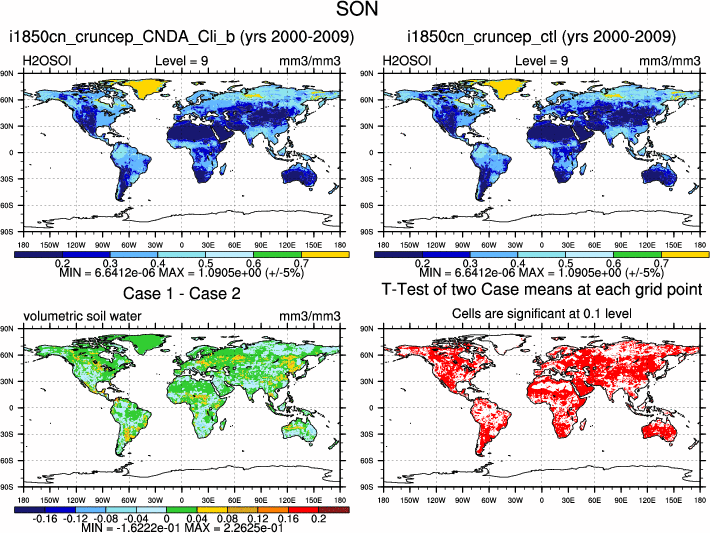 SON
i1850cn_cruncep_CNDA_Cli_b (yrs 2000-2009)
H2OSOI Level = 9 mm3/mm3
90N
60N
30N
0
30S
60S
90S
180 150W 120W 90W 60W 30W 0 30E 60E 90E 120E 150E 180
0.2 0.3 0.4 0.5 0.6 0.7
MIN = 6.6412e-06 MAX = 1.0905e+00 (+/-5%)
i1850cn_cruncep_ctl (yrs 2000-2009)
H2OSOI Level = 9 mm3/mm3
90N
60N
30N
0
30S
60S
90S
180 150W 120W 90W 60W 30W 0 30E 60E 90E 120E 150E 180
0.2 0.3 0.4 0.5 0.6 0.7
MIN = 6.6412e-06 MAX = 1.0905e+00 (+/-5%)
Case 1 - Case 2
volumetric soil water mm3/mm3
90N
60N
30N
0
30S
60S
90S
180 150W 120W 90W 60W 30W 0 30E 60E 90E 120E 150E 180
-0.16 -0.12 -0.08 -0.04 0 0.04 0.08 0.12 0.16 0.2
MIN = -1.6222e-01 MAX = 2.2625e-01
T-Test of two Case means at each grid point
Cells are significant at 0.1 level
90N
60N
30N
0
30S
60S
90S
180 150W 120W 90W 60W 30W 0 30E 60E 90E 120E 150E 180